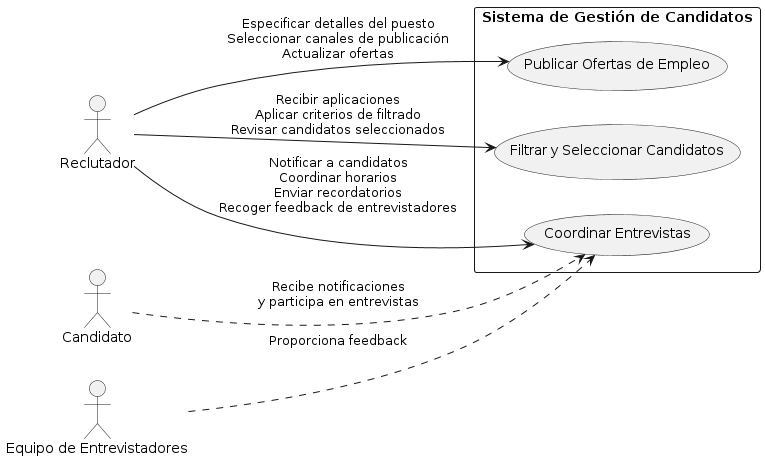 Sistema de Gestión de Candidatos
Especificar detalles del puesto
Seleccionar canales de publicación
Actualizar ofertas
Publicar Ofertas de Empleo
Recibir aplicaciones
Aplicar criterios de filtrado
Revisar candidatos seleccionados
Filtrar y Seleccionar Candidatos
Reclutador
Notificar a candidatos
Coordinar horarios
Enviar recordatorios
Recoger feedback de entrevistadores
Coordinar Entrevistas
Recibe notificaciones
y participa en entrevistas
Candidato
Proporciona feedback
Equipo de Entrevistadores